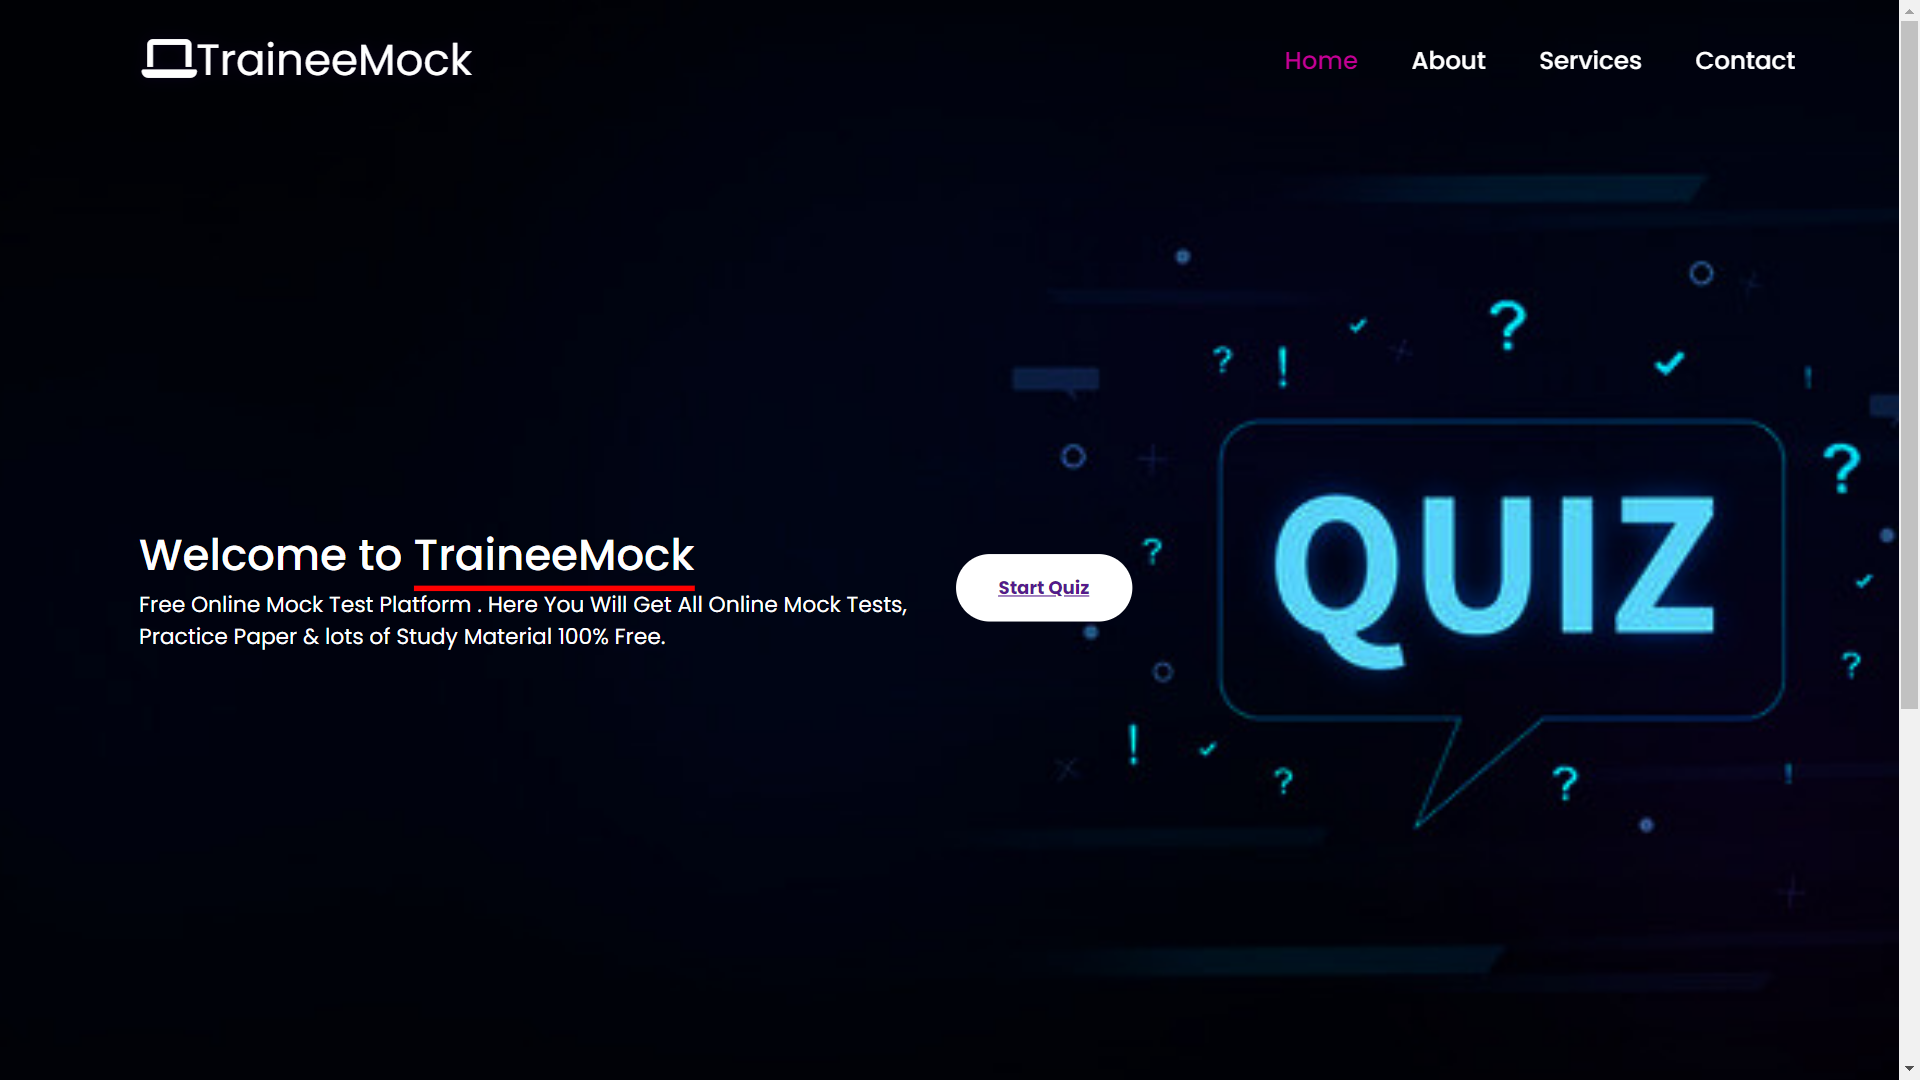 TraineeMock
Home About Services Contact
Welcome to TraineeMock
Free Online Mock Test Platform . Here You Will Get All Online Mock Tests,
Practice Paper & lots of Study Material 100% Free.
Start Quiz
QUIZ